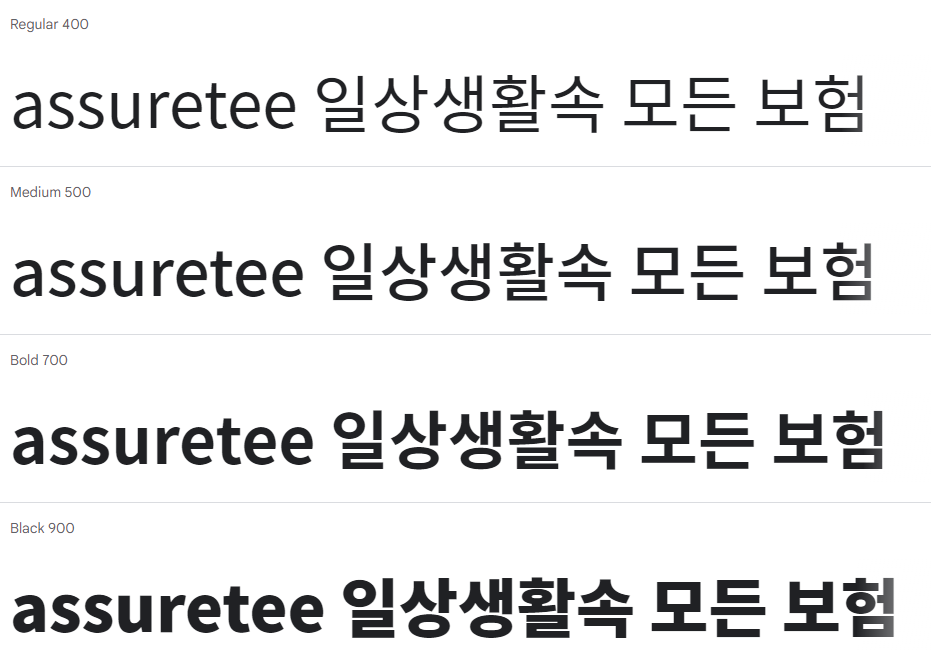 Regular 400
assuretee 일상생활속 모든 보험
Medium 500
assuretee 일상생활속 모든 보험
Bold 700
assuretee 일상생활속 모든 보험
Black 900
assuretee 일상생활속 모든 보험